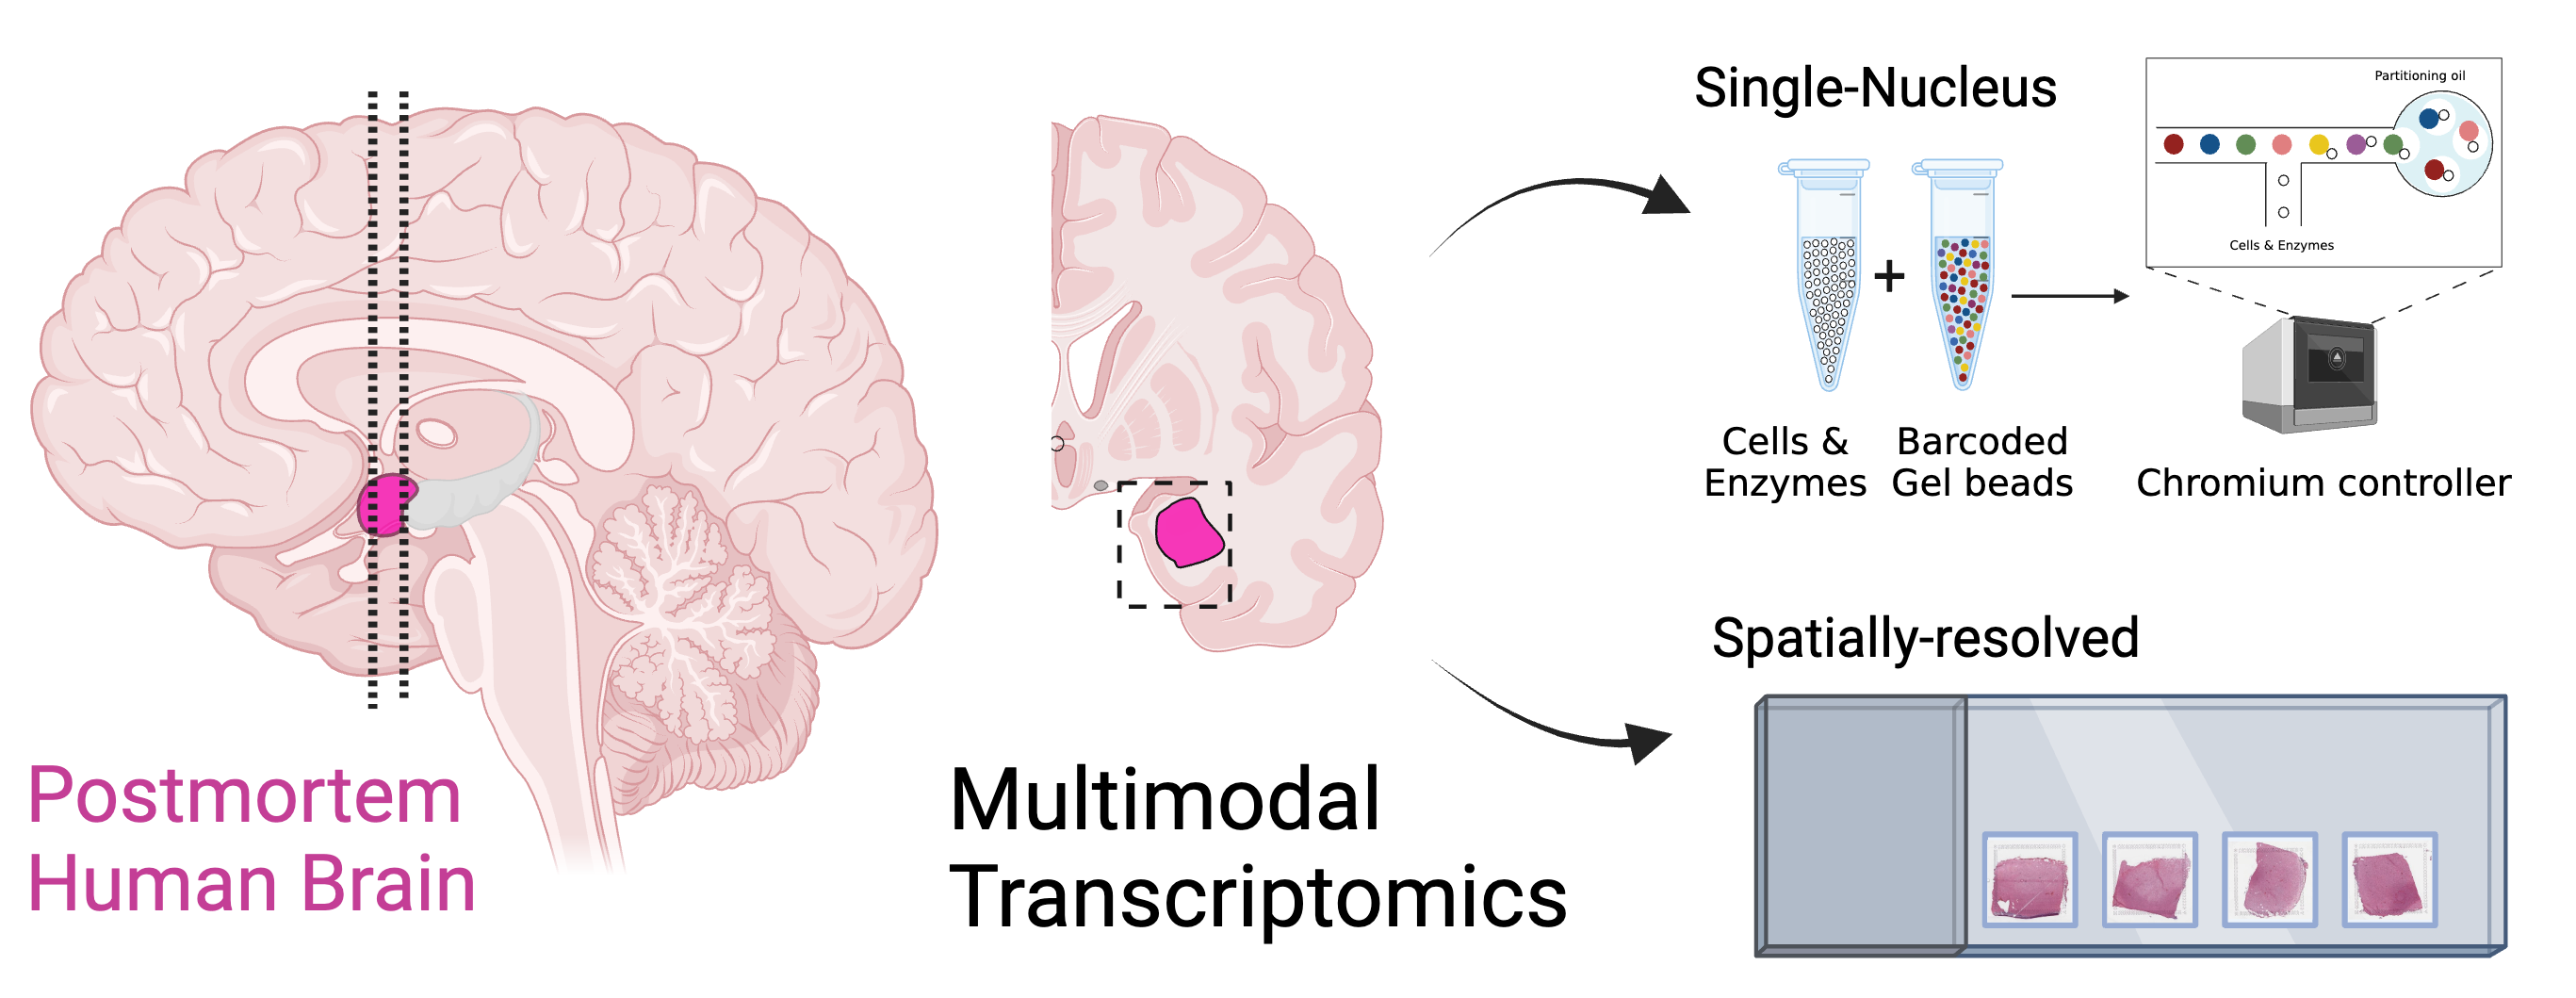 Postmortem
Human Brain
Multimodal
Transcriptomics
Single-Nucleus
Cells &
Enzymes
+
Barcoded
Gel beads
Partitioning oil
Cells & Enzymes
Chromium controller
Spatially-resolved